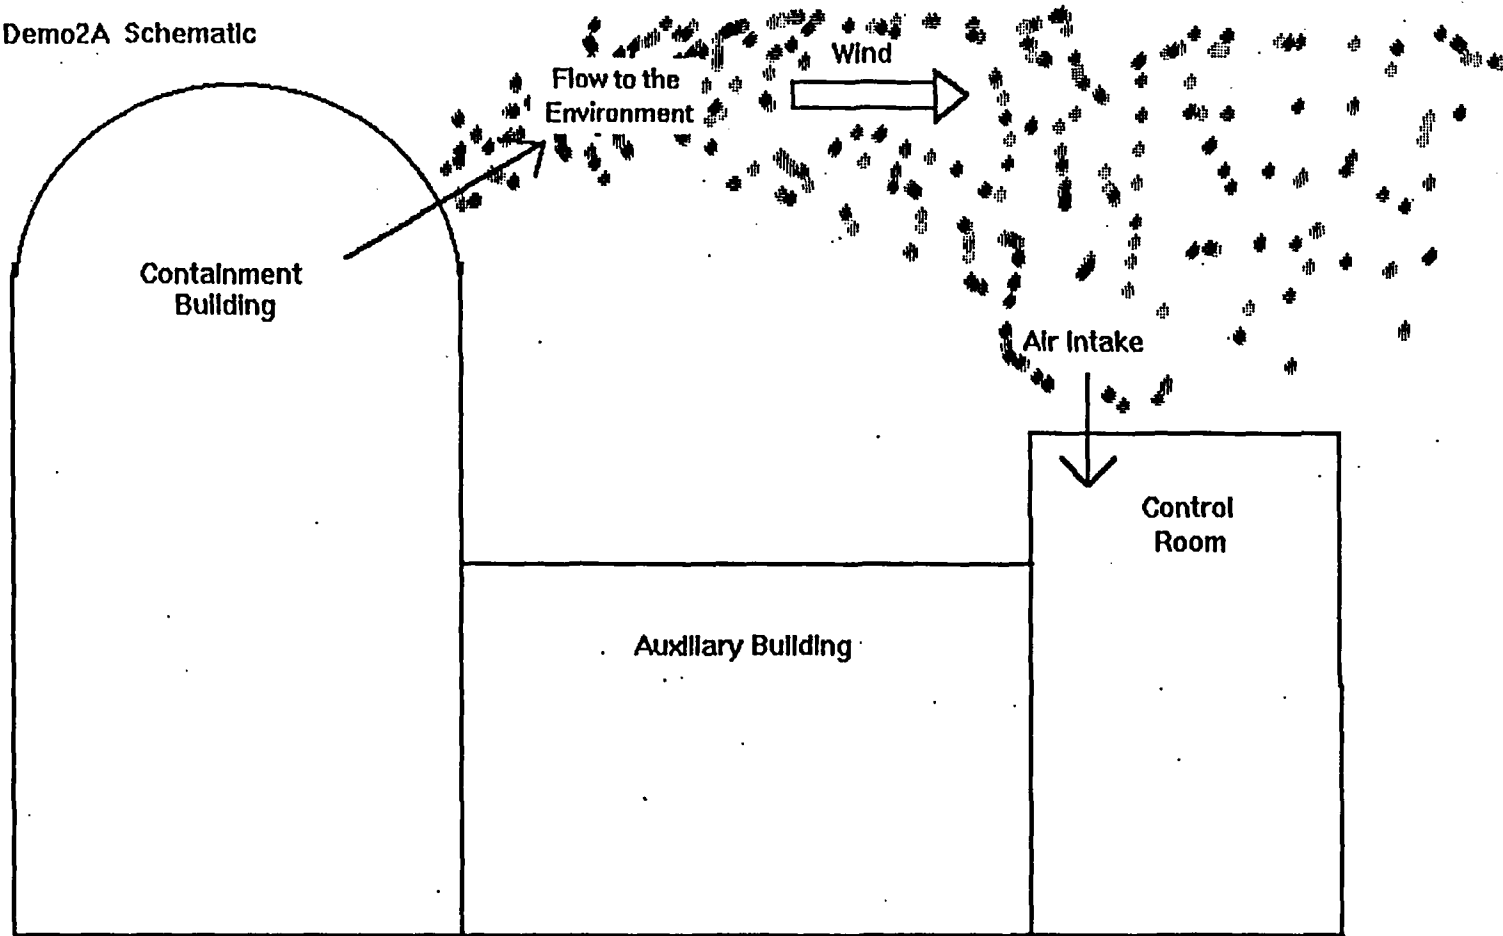 Demo2A Schematic
Wind
Flow to the
Environment
Containment
Building
Air Intake
Control
Room
Auxiliary Building